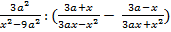 3a²/(x²−9a²) : ((3a+x)/(3ax−x²) − (3a−x)/(3ax+x²))